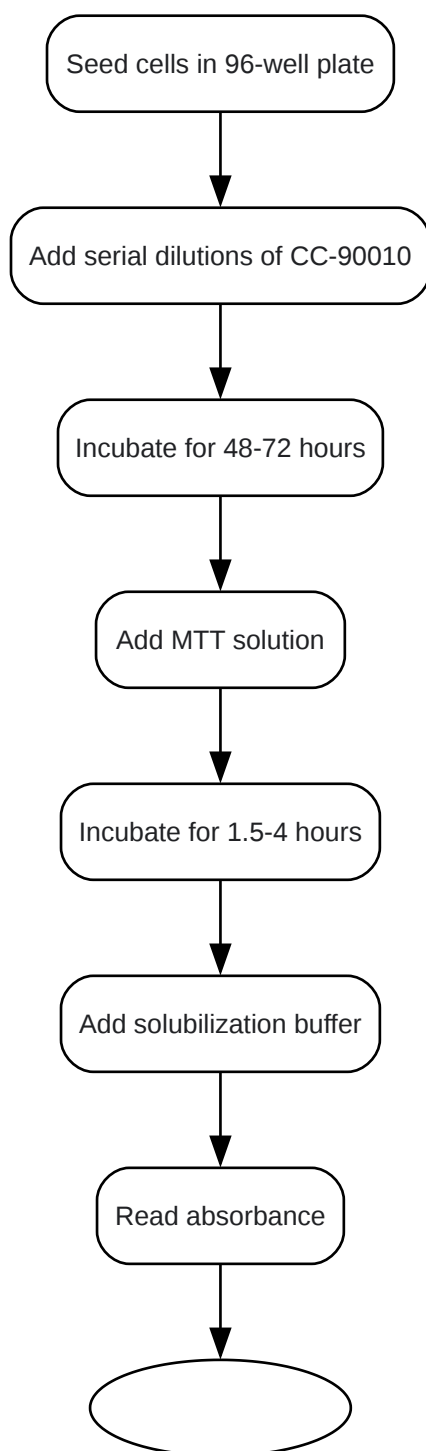 Seed cells in 96-well plate
Add serial dilutions of CC-90010
Incubate for 48-72 hours
Add MTT solution
Incubate for 1.5-4 hours
Add solubilization buffer
Read absorbance